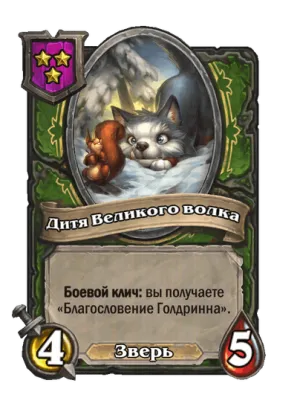 Дитя Великого волка
Боевой клич: вы получаете
«Благословение Голдринна».
4
Зверь
5